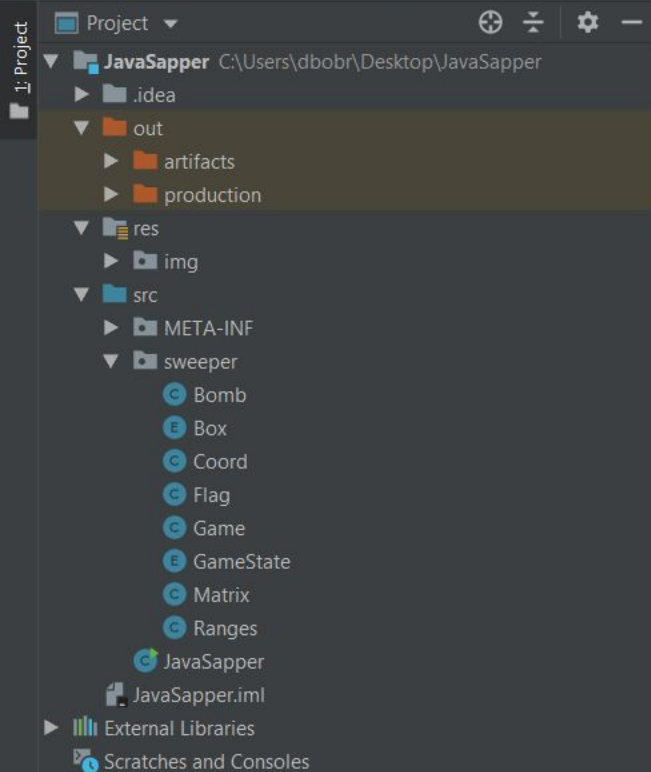 Project
1: Project
JavaSapper C:\Users\dbobr\Desktop\JavaSapper
.idea
out
artifacts
production
res
img
src
META-INF
sweeper
C Bomb
E Box
C Coord
C Flag
C Game
E GameState
C Matrix
C Ranges
C JavaSapper
JavaSapper.iml
External Libraries
Scratches and Consoles